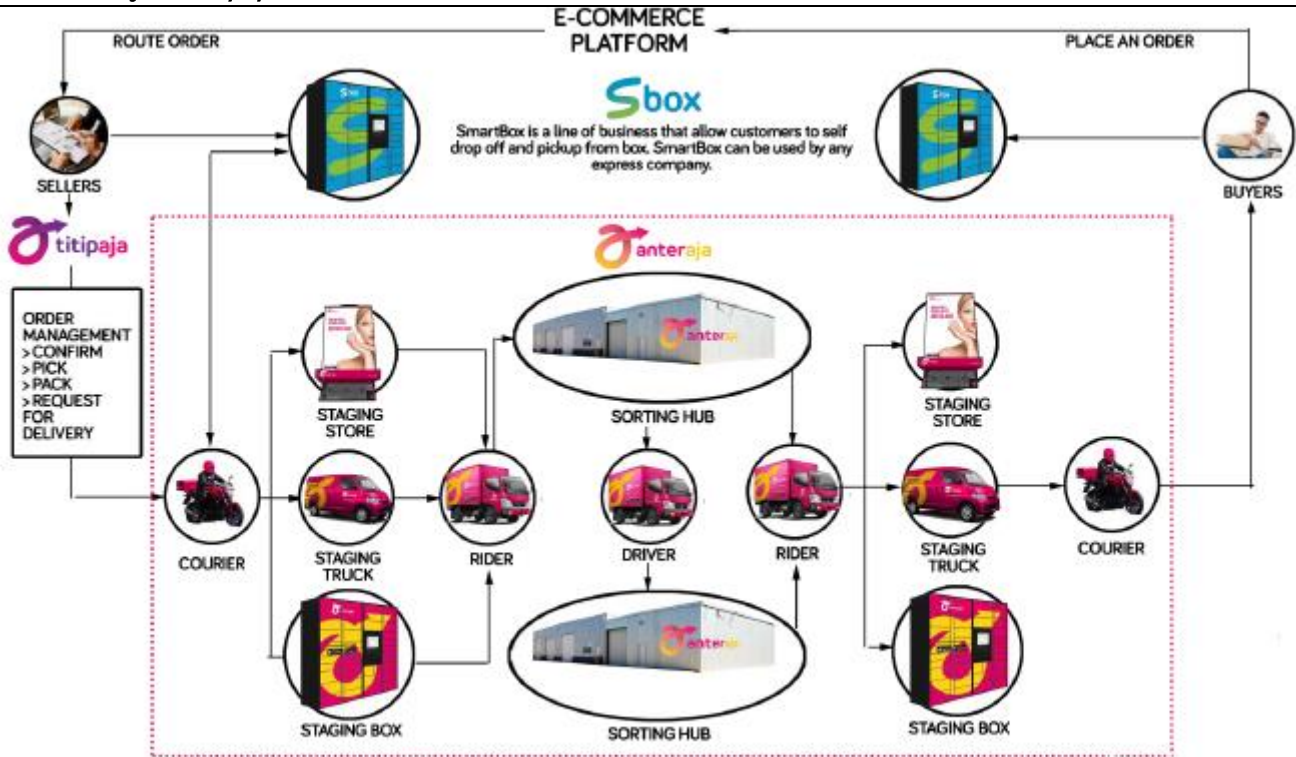 E-COMMERCE
PLATFORM
ROUTE ORDER
PLACE AN ORDER
Sbox
SmartBox is a line of business that allow customers to self
drop off and pickup from box. SmartBox can be used by any
express company.
SELLERS
BUYERS
titipaja
anteraja
ORDER
MANAGEMENT
> CONFIRM
> PICK
> PACK
> REQUEST
FOR
DELIVERY
anteraja
STAGING
STORE
SORTING HUB
STAGING
STORE
COURIER
STAGING
TRUCK
RIDER
DRIVER
RIDER
STAGING
TRUCK
COURIER
anteraja
STAGING BOX
SORTING HUB
STAGING BOX